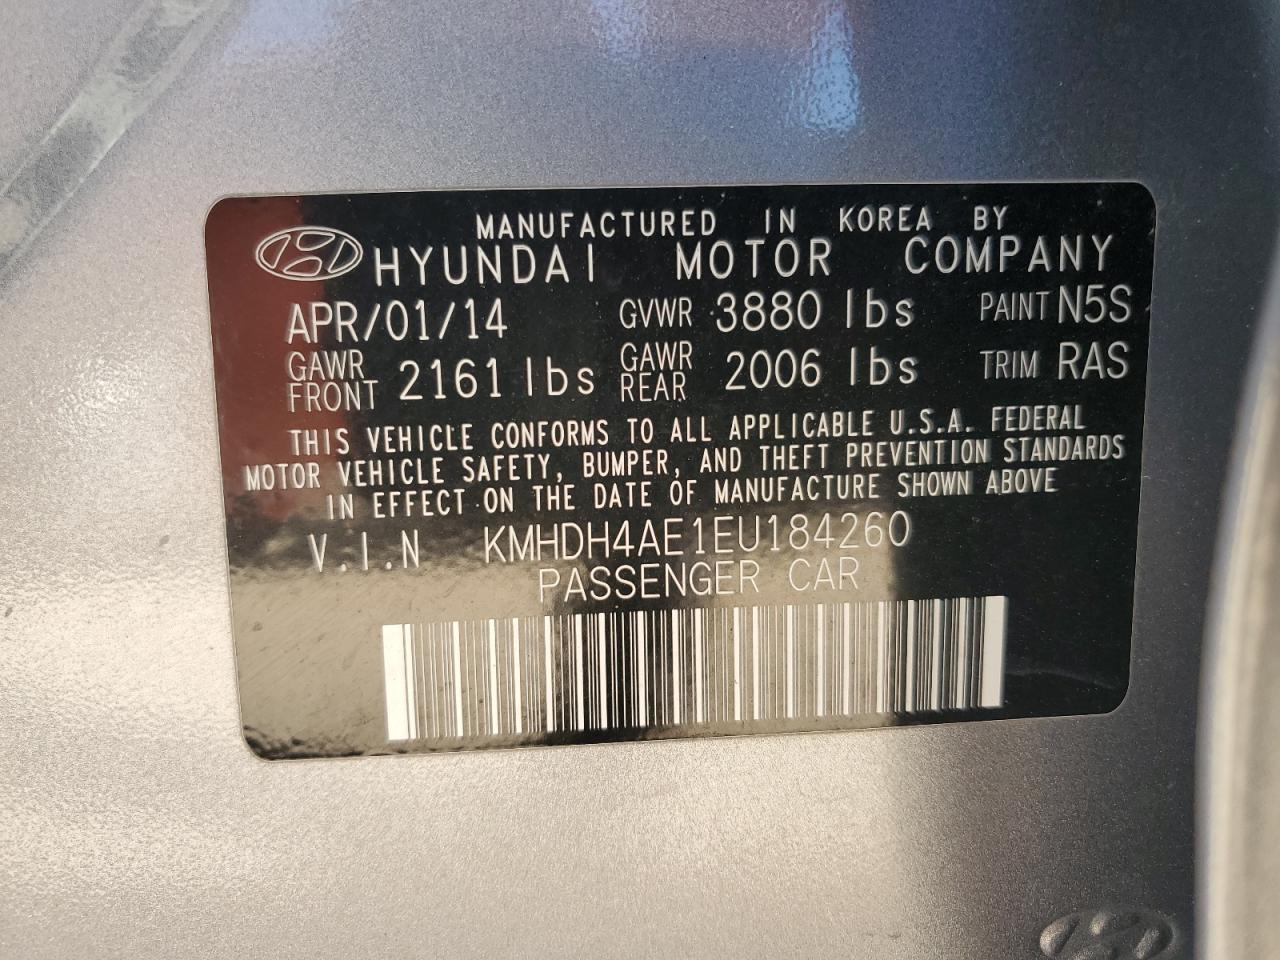 MANUFACTURED IN KOREA BY
HYUNDAI MOTOR COMPANY
APR/01/14 GVWR 3880 lbs PAINT N5S
GAWR FRONT 2161 lbs GAWR REAR 2006 lbs TRIM RAS
THIS VEHICLE CONFORMS TO ALL APPLICABLE U.S.A. FEDERAL
MOTOR VEHICLE SAFETY, BUMPER, AND THEFT PREVENTION STANDARDS
IN EFFECT ON THE DATE OF MANUFACTURE SHOWN ABOVE
V.I.N KMHDH4AE1EU184260
PASSENGER CAR